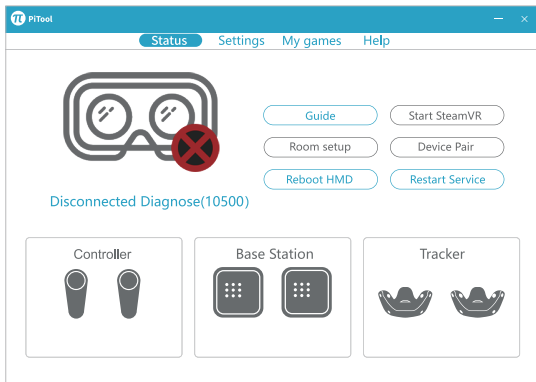 PiTool
Status Settings My games Help
Guide Start SteamVR
Room setup Device Pair
Reboot HMD Restart Service
Disconnected Diagnose(10500)
Controller Base Station Tracker